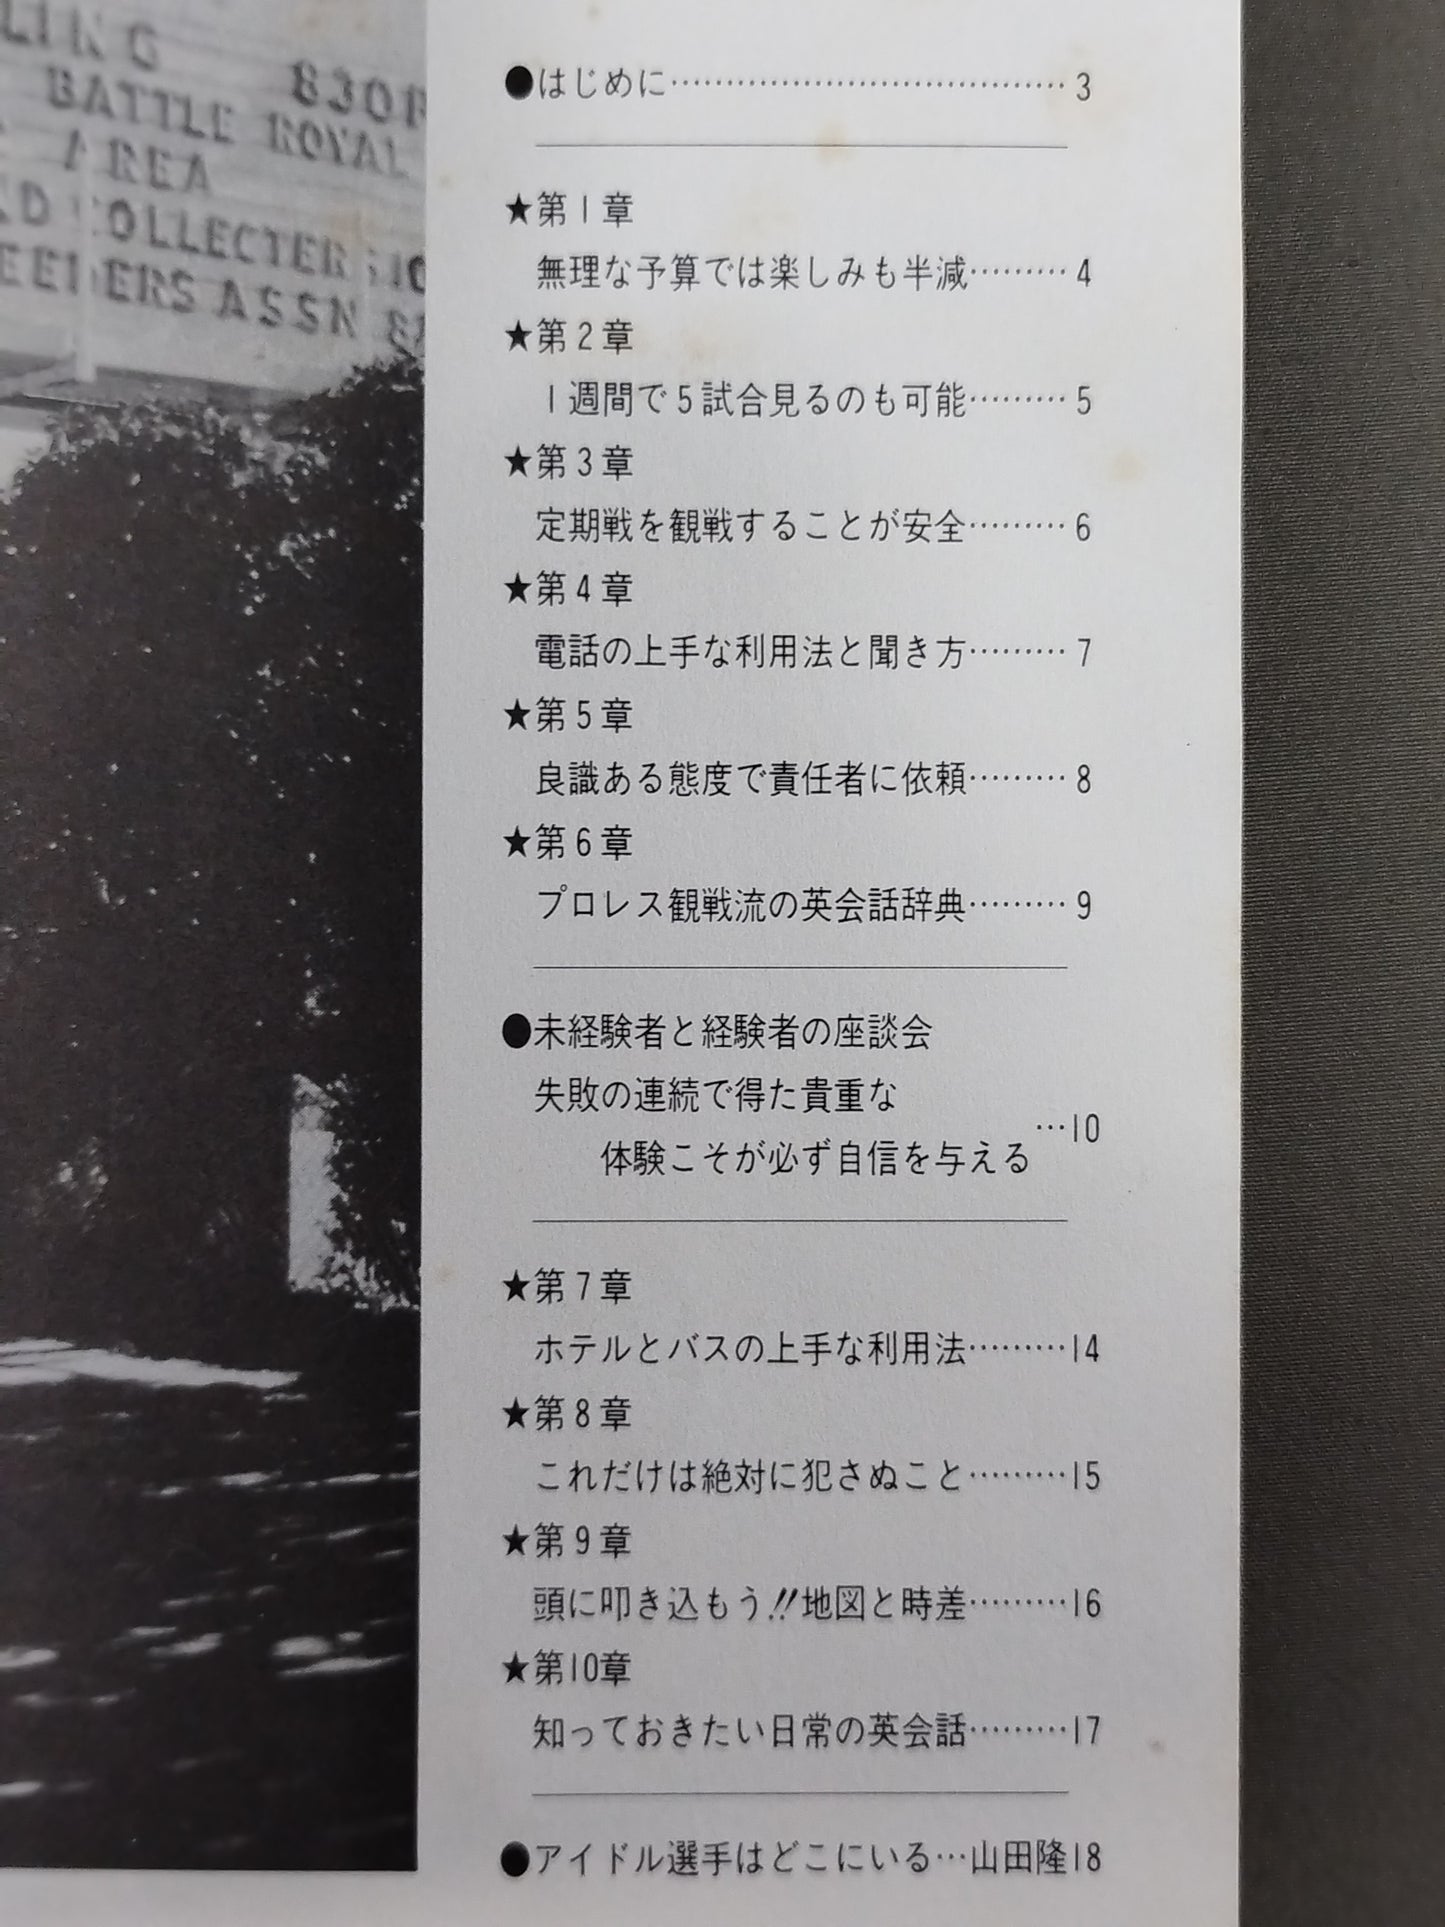 LING 830P
BATTLE ROYAL
AREA
COLLECTER
ERS ASSN
●はじめに…………………………………3
★第1章
無理な予算では楽しみも半減………4
★第2章
1週間で5試合見るのも可能………5
★第3章
定期戦を観戦することが安全………6
★第4章
電話の上手な利用法と聞き方………7
★第5章
良識ある態度で責任者に依頼………8
★第6章
プロレス観戦流の英会話辞典………9
●未経験者と経験者の座談会
失敗の連続で得た貴重な
体験こそが必ず自信を与える…10
★第7章
ホテルとバスの上手な利用法………14
★第8章
これだけは絶対に犯さぬこと………15
★第9章
頭に叩き込もう!!地図と時差………16
★第10章
知っておきたい日常の英会話………17
●アイドル選手はどこにいる…山田隆18